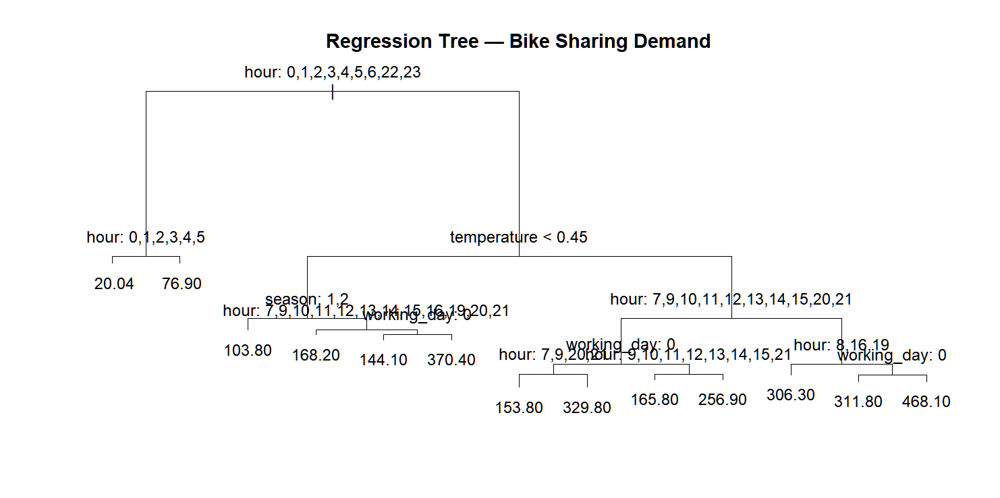 Regression Tree — Bike Sharing Demand
hour: 0,1,2,3,4,5,6,22,23
hour: 0,1,2,3,4,5
temperature < 0.45
20.04
76.90
season: 1,2
hour: 7,9,10,11,12,13,14,15,16,19,20,21
working_day: 0
103.80
168.20
144.10
370.40
hour: 7,9,10,11,12,13,14,15,20,21
working_day: 0
hour: 7,9,20,21
hour: 9,10,11,12,13,14,15,21
hour: 8,16,19
working_day: 0
153.80
329.80
165.80
256.90
306.30
311.80
468.10